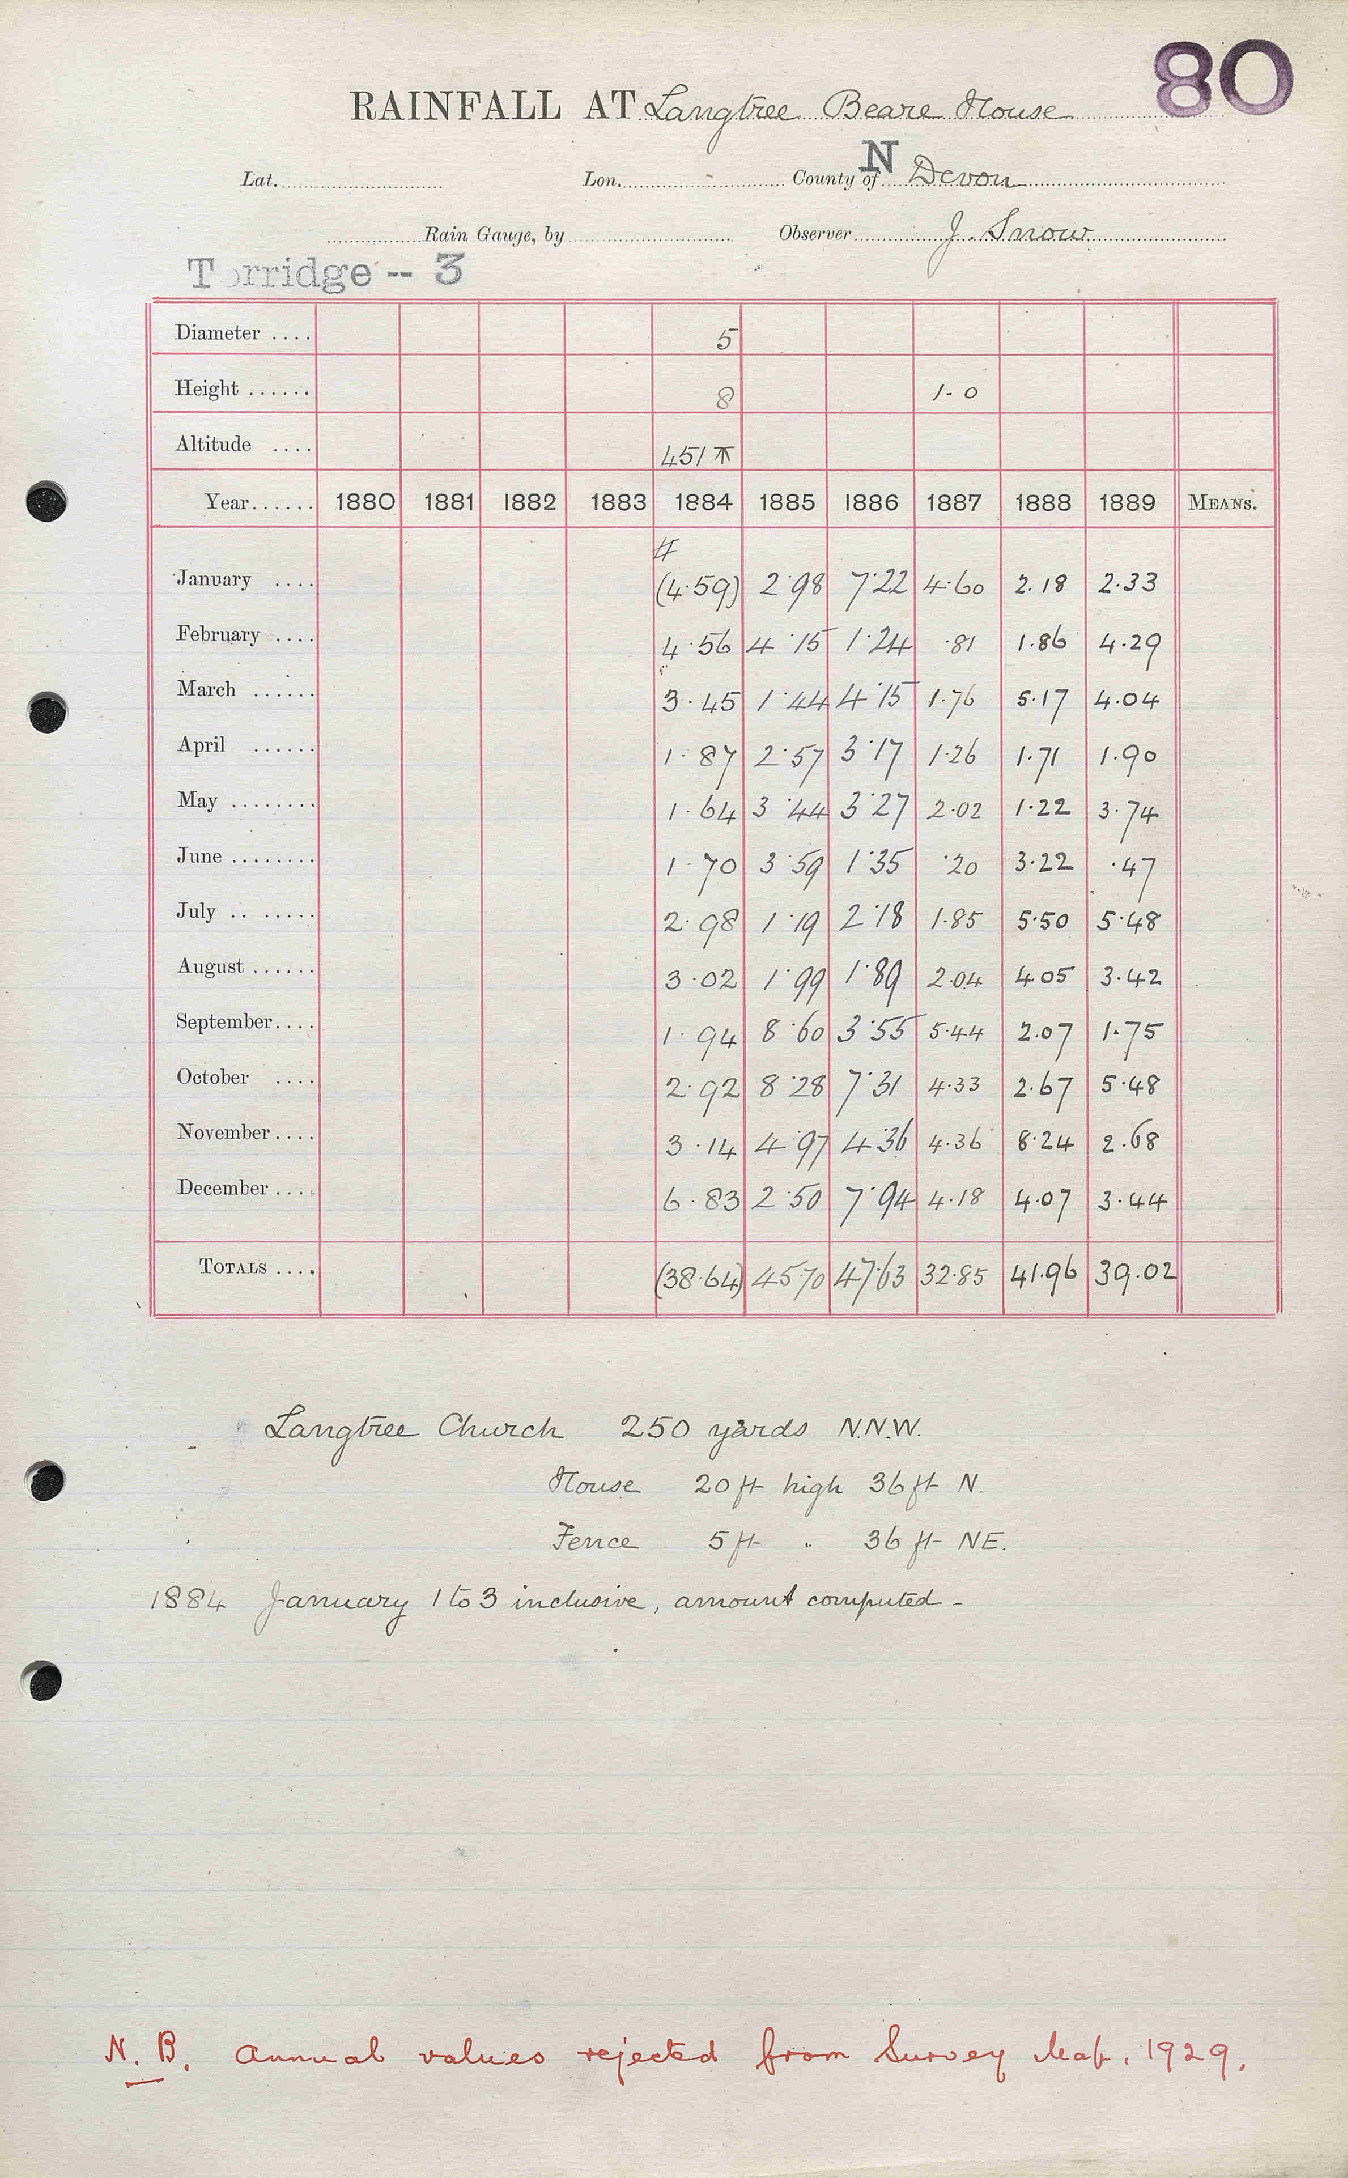 80
RAINFALL AT Langtree Beare House
Lat. Lon. County of N Devon
Rain Gauge, by Observer J. Snow
Torridge -- 3
Diameter .... 5
Height ...... 8 1-0
Altitude .... 451 T
Year...... 1880 1881 1882 1883 1884 1885 1886 1887 1888 1889 MEANS.
#
January .... (4.59) 2.98 7.22 4.60 2.18 2.33
February .... 4.56 4.15 1.24 .81 1.86 4.29
March ...... 3.45 1.44 4.15 1.76 5.17 4.04
April ...... 1.87 2.57 3.17 1.26 1.71 1.90
May ........ 1.64 3.44 3.27 2.02 1.22 3.74
June ........ 1.70 3.59 1.35 .20 3.22 .47
July .. ..... 2.98 1.19 2.18 1.85 5.50 5.48
August ...... 3.02 1.99 1.89 2.04 4.05 3.42
September.... 1.94 8.60 3.55 5.44 2.07 1.75
October .... 2.92 8.28 7.31 4.33 2.67 5.48
November.... 3.14 4.97 4.36 4.36 8.24 2.68
December.... 6.83 2.50 7.94 4.18 4.07 3.44
TOTALS .... (38.64) 45.70 47.63 32.85 41.96 39.02
Langtree Church 250 yards N.N.W.
House 20 ft high 36 ft N.
Fence 5 ft " 36 ft NE.
1884 January 1 to 3 inclusive, amount computed -
N.B. Annual values rejected from Survey Map. 1929.